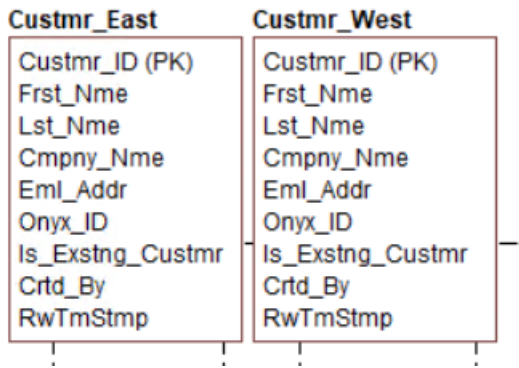 Custmr_East
Custmr_ID (PK)
Frst_Nme
Lst_Nme
Cmpny_Nme
Eml_Addr
Onyx_ID
Is_Exstng_Custmr
Crtd_By
RwTmStmp
Custmr_West
Custmr_ID (PK)
Frst_Nme
Lst_Nme
Cmpny_Nme
Eml_Addr
Onyx_ID
Is_Exstng_Custmr
Crtd_By
RwTmStmp